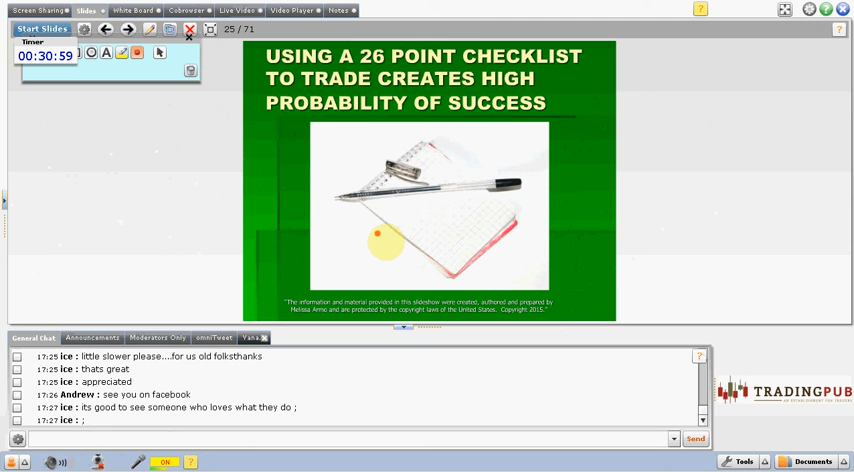 Screen Sharing
Slides
White Board
Cobrowser
Live Video
Video Player
Notes
?
?
Start Slides
25 / 71
?
Timer
00:30:59
A
USING A 26 POINT CHECKLIST
TO TRADE CREATES HIGH
PROBABILITY OF SUCCESS
"The information and material provided in this slideshow were created, authored and prepared by
Melissa Armo and are protected by the copyright laws of the United States. Copyright 2015."
General Chat
Announcements
Moderators Only
omniTweet
Yana
17:25 ice : little slower please....for us old folksthanks
17:25 ice : thats great
17:25 ice : appreciated
17:26 Andrew : see you on facebook
17:27 ice : its good to see someone who loves what they do ;
17:27 ice : ;
?
TRADINGPUB
Send
ON
?
Tools
Documents